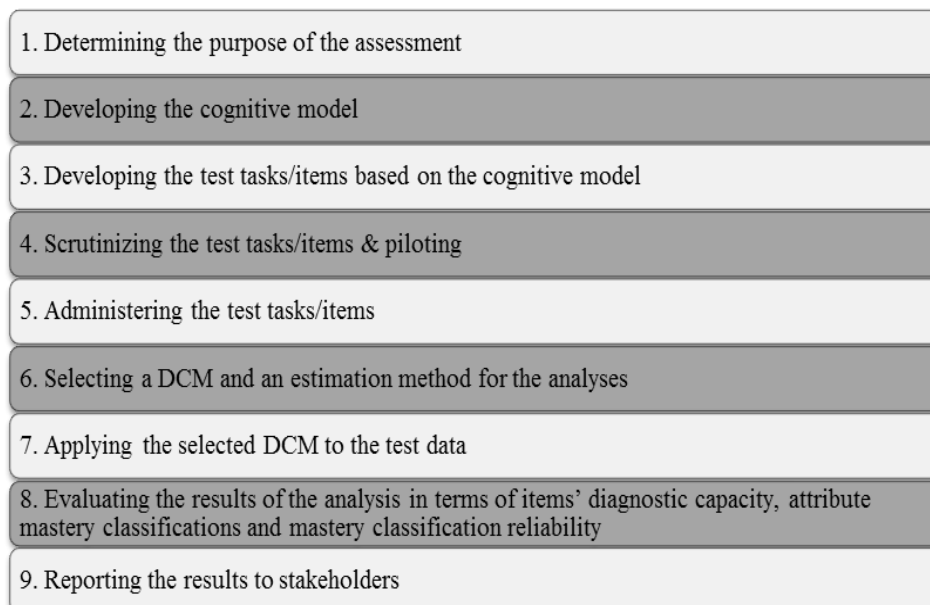 1. Determining the purpose of the assessment
2. Developing the cognitive model
3. Developing the test tasks/items based on the cognitive model
4. Scrutinizing the test tasks/items & piloting
5. Administering the test tasks/items
6. Selecting a DCM and an estimation method for the analyses
7. Applying the selected DCM to the test data
8. Evaluating the results of the analysis in terms of items’ diagnostic capacity, attribute
mastery classifications and mastery classification reliability
9. Reporting the results to stakeholders